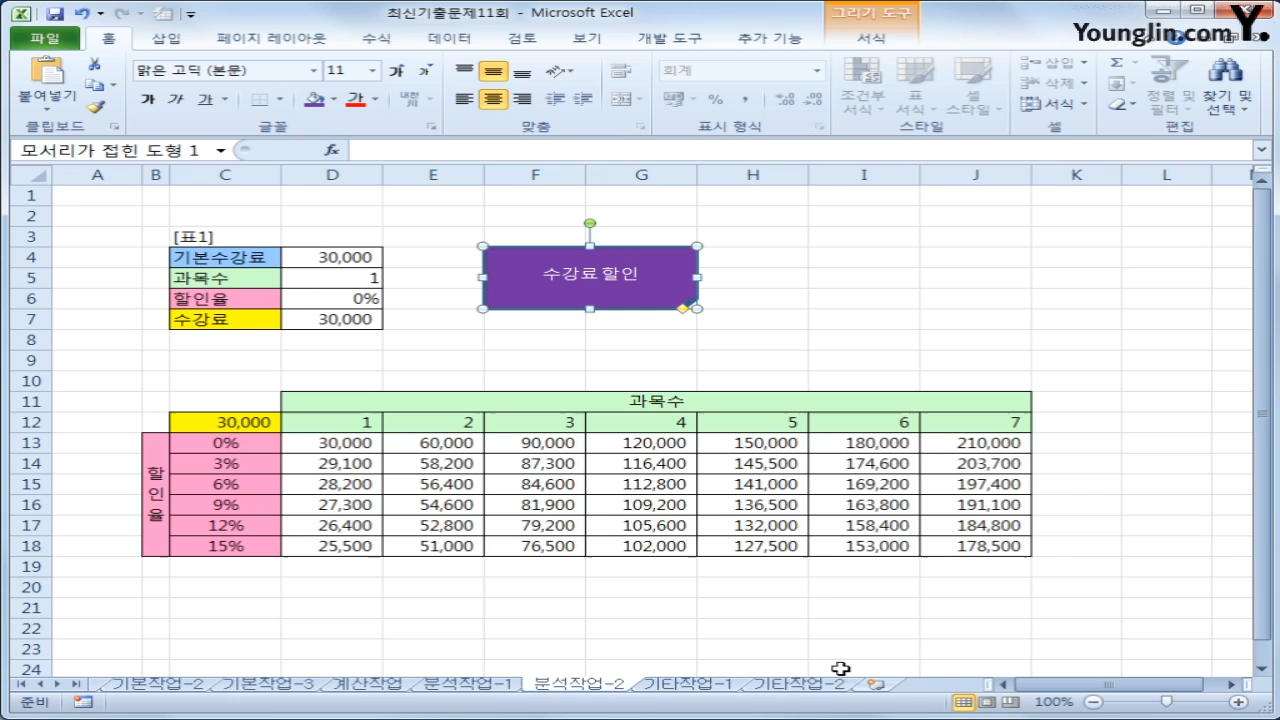 최신기출문제11회 - Microsoft Excel
그리기 도구
Younglin.com Y.
파일 홈 삽입 페이지 레이아웃 수식 데이터 검토 보기 개발 도구 추가 기능 서식
붙여넣기
맑은 고딕 (본문) 11 가 가
가 가 가 가
회계
%
조건부 서식 표 서식 셀 스타일
삽입
삭제
서식
Σ
정렬 및 필터 찾기 및 선택
클립보드 글꼴 맞춤 표시 형식 스타일 셀 편집
모서리가 접힌 도형 1 fx
A B C D E F G H I J K L
1
2
3 [표1]
4 기본수강료 30,000
5 과목수 1
6 할인율 0%
7 수강료 30,000
수강료 할인
8
9
10
11 과목수
12 30,000 1 2 3 4 5 6 7
13 0% 30,000 60,000 90,000 120,000 150,000 180,000 210,000
14 3% 29,100 58,200 87,300 116,400 145,500 174,600 203,700
15 6% 28,200 56,400 84,600 112,800 141,000 169,200 197,400
16 9% 27,300 54,600 81,900 109,200 136,500 163,800 191,100
17 12% 26,400 52,800 79,200 105,600 132,000 158,400 184,800
18 15% 25,500 51,000 76,500 102,000 127,500 153,000 178,500
할인율
19
20
21
22
23
24
기본작업-2 기본작업-3 계산작업 분석작업-1 분석작업-2 기타작업-1 기타작업-2
준비 100%